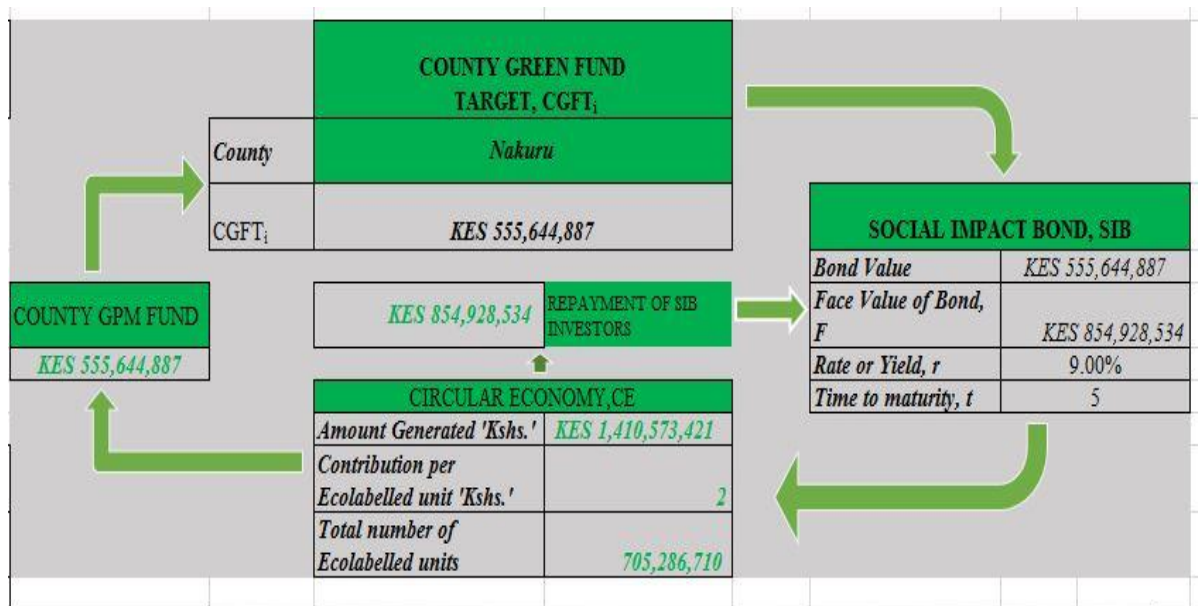 COUNTY GREEN FUND
TARGET, CGFTi
County
Nakuru
CGFTi
KES 555,644,887
SOCIAL IMPACT BOND, SIB
Bond Value
KES 555,644,887
Face Value of Bond,
F
KES 854,928,534
Rate or Yield, r
9.00%
Time to maturity, t
5
COUNTY GPM FUND
KES 555,644,887
KES 854,928,534
REPAYMENT OF SIB
INVESTORS
CIRCULAR ECONOMY,CE
Amount Generated 'Kshs.'
KES 1,410,573,421
Contribution per
Ecolabelled unit 'Kshs.'
2
Total number of
Ecolabelled units
705,286,710